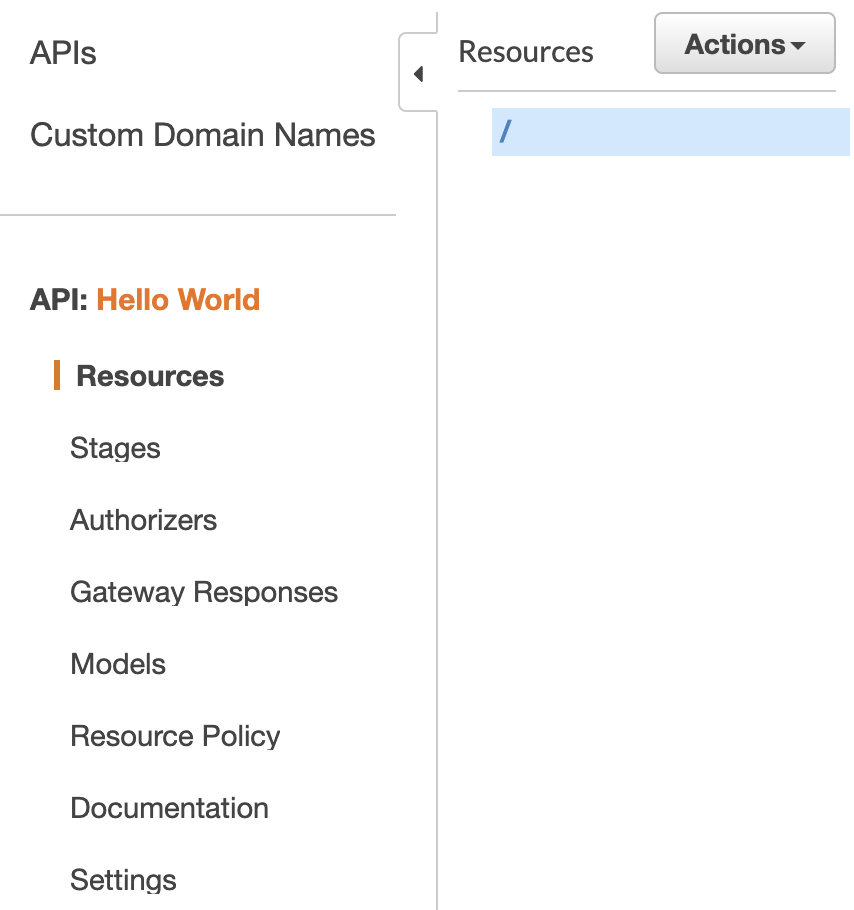 APIs
Custom Domain Names
API: Hello World
Resources
Stages
Authorizers
Gateway Responses
Models
Resource Policy
Documentation
Settings
Resources
Actions
/